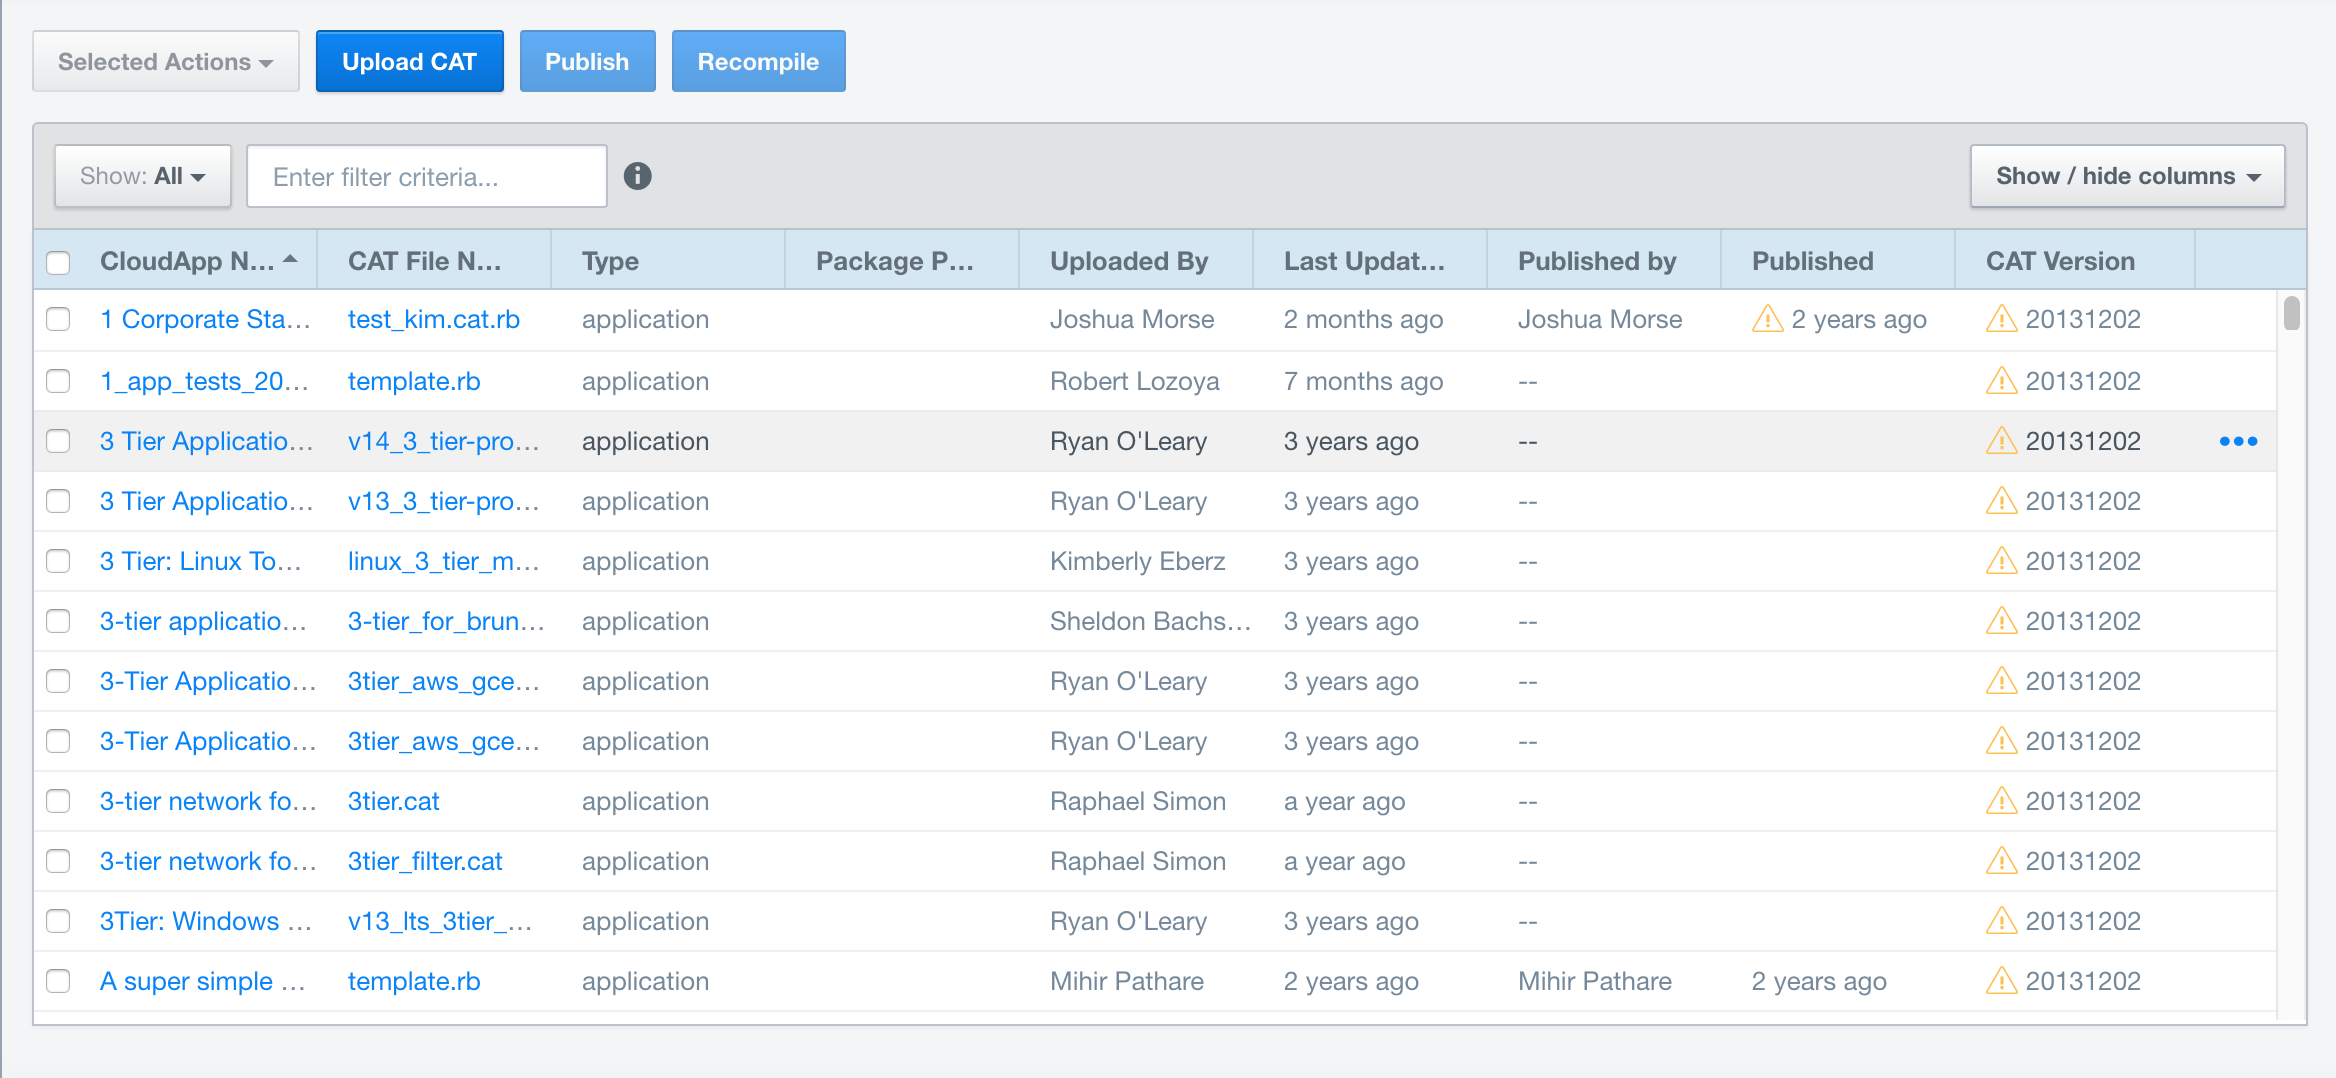 Selected Actions Upload CAT Publish Recompile
Show: All Enter filter criteria... Show / hide columns
CloudApp N... CAT File N... Type Package P... Uploaded By Last Updat... Published by Published CAT Version
1 Corporate Sta... test_kim.cat.rb application Joshua Morse 2 months ago Joshua Morse 2 years ago 20131202
1_app_tests_20... template.rb application Robert Lozoya 7 months ago -- 20131202
3 Tier Applicatio... v14_3_tier-pro... application Ryan O'Leary 3 years ago -- 20131202
3 Tier Applicatio... v13_3_tier-pro... application Ryan O'Leary 3 years ago -- 20131202
3 Tier: Linux To... linux_3_tier_m... application Kimberly Eberz 3 years ago -- 20131202
3-tier applicatio... 3-tier_for_brun... application Sheldon Bachs... 3 years ago -- 20131202
3-Tier Applicatio... 3tier_aws_gce... application Ryan O'Leary 3 years ago -- 20131202
3-Tier Applicatio... 3tier_aws_gce... application Ryan O'Leary 3 years ago -- 20131202
3-tier network fo... 3tier.cat application Raphael Simon a year ago -- 20131202
3-tier network fo... 3tier_filter.cat application Raphael Simon a year ago -- 20131202
3Tier: Windows ... v13_lts_3tier_... application Ryan O'Leary 3 years ago -- 20131202
A super simple ... template.rb application Mihir Pathare 2 years ago Mihir Pathare 2 years ago 20131202